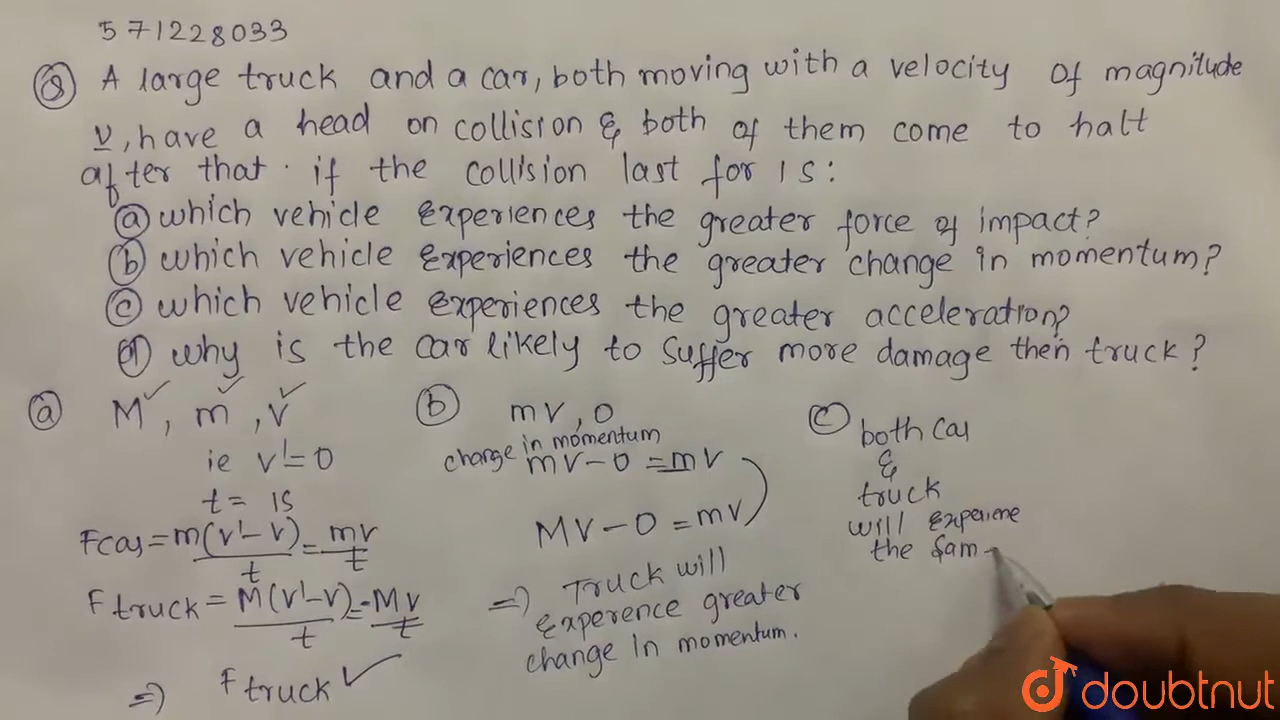 571228033
Q A large truck and a car, both moving with a velocity of magnitude
V, have a head on collision & both of them come to halt
after that. if the collision last for 1s:
a which vehicle experiences the greater force of impact?
b which vehicle experiences the greater change in momentum?
c which vehicle experiences the greater acceleration?
d why is the car likely to suffer more damage then truck?
a M, m, v
ie v'=0
t = 1s
Fcar = m(v'-v)/t = mv/t
Ftruck = M(v'-v)/t = -Mv/t
=> Ftruck ✓
b mv, 0
change in momentum
mv-0 = mv
MV-0 = mv
=> Truck will
experence greater
change in momentum.
c both car
&
truck
will experiene
the sam
doubtnut